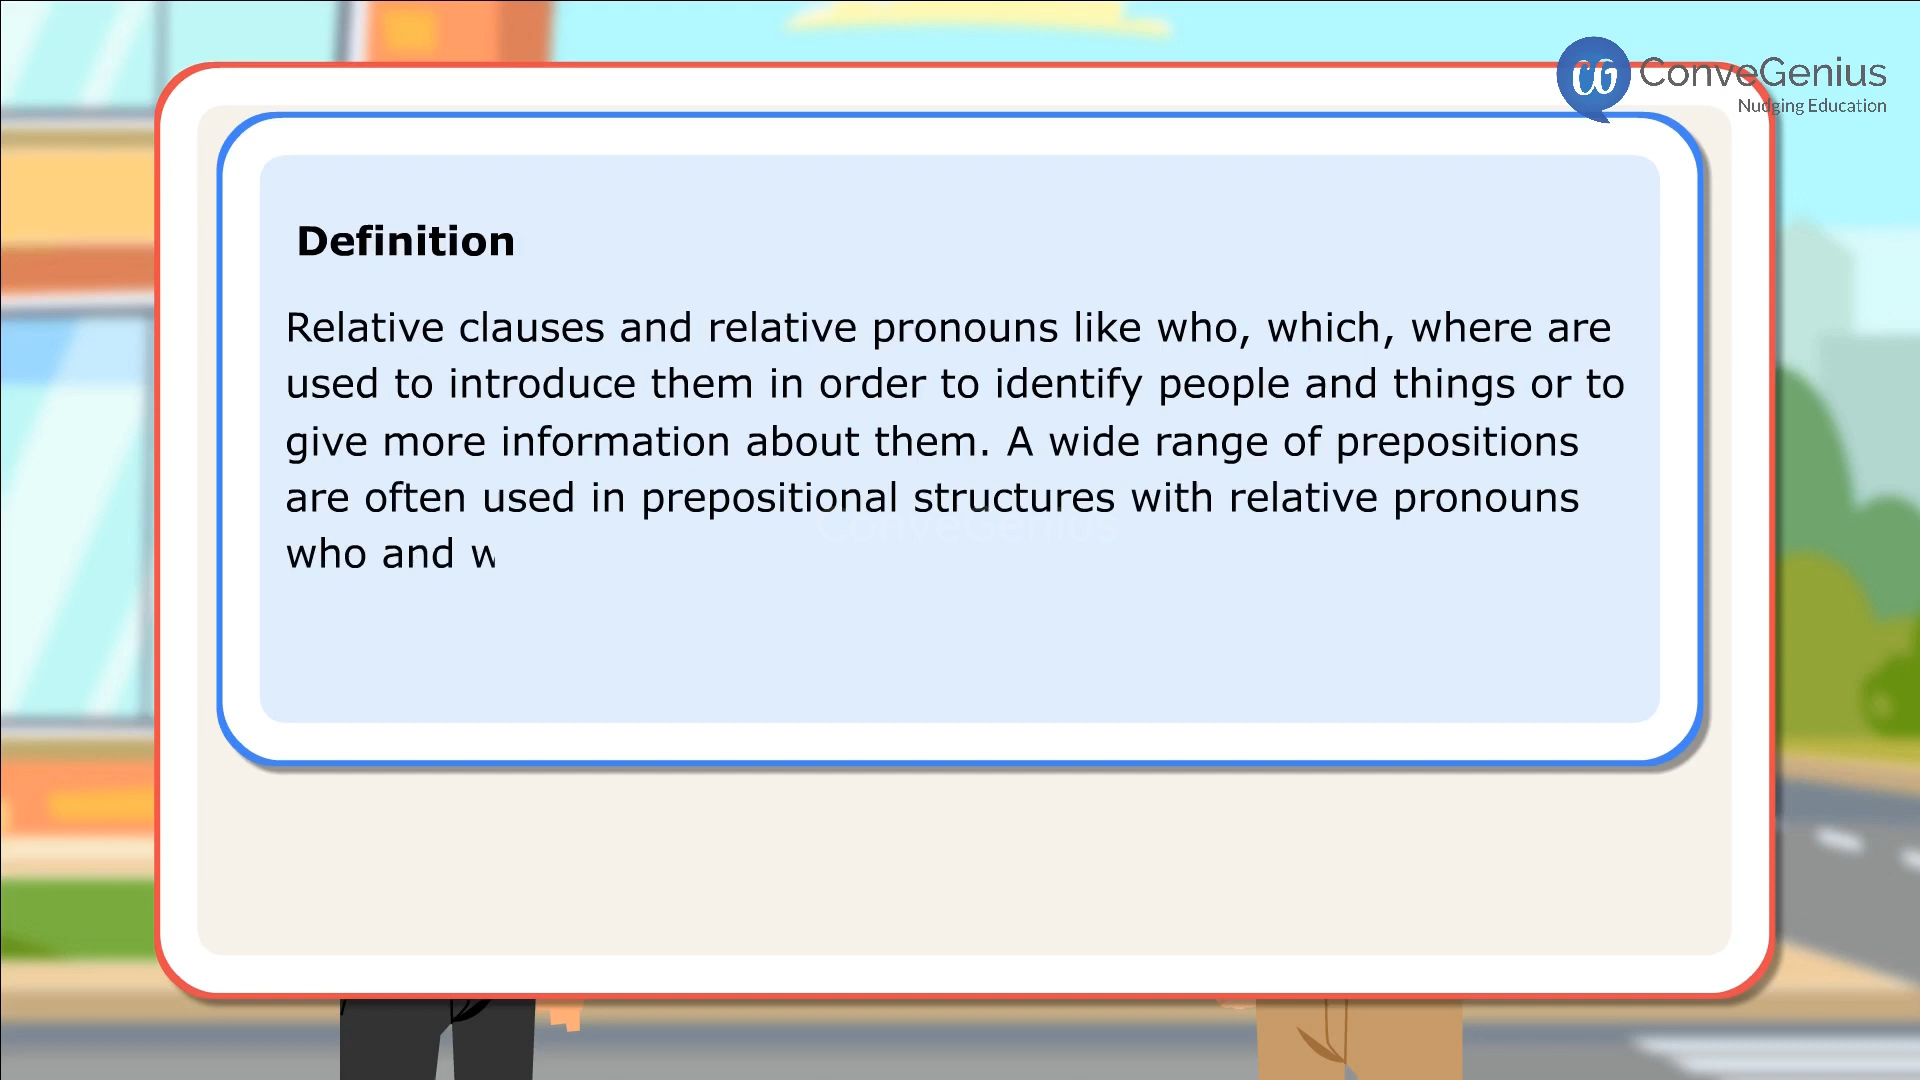 CG ConveGenius
Nudging Education
Definition
Relative clauses and relative pronouns like who, which, where are
used to introduce them in order to identify people and things or to
give more information about them. A wide range of prepositions
are often used in prepositional structures with relative pronouns
who and w
ConveGenius